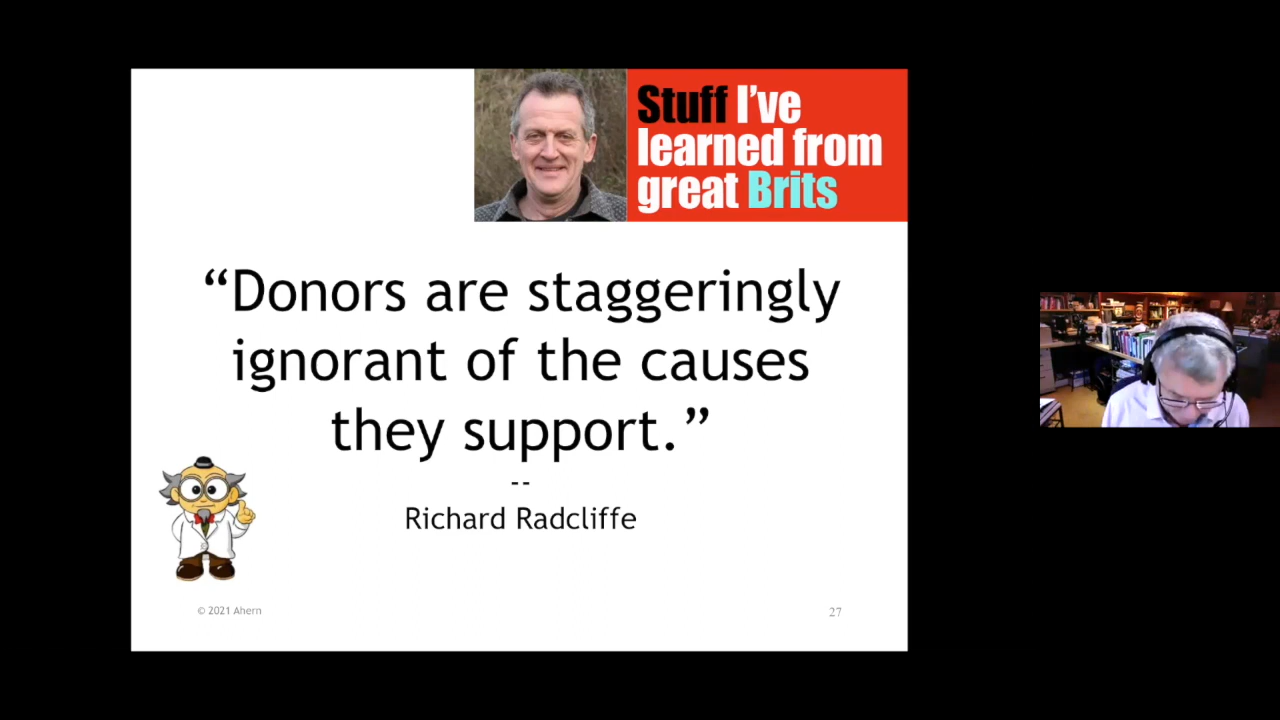 Stuff I’ve
learned from
great Brits
“Donors are staggeringly
ignorant of the causes
they support.”
--
Richard Radcliffe
© 2021 Ahern
27